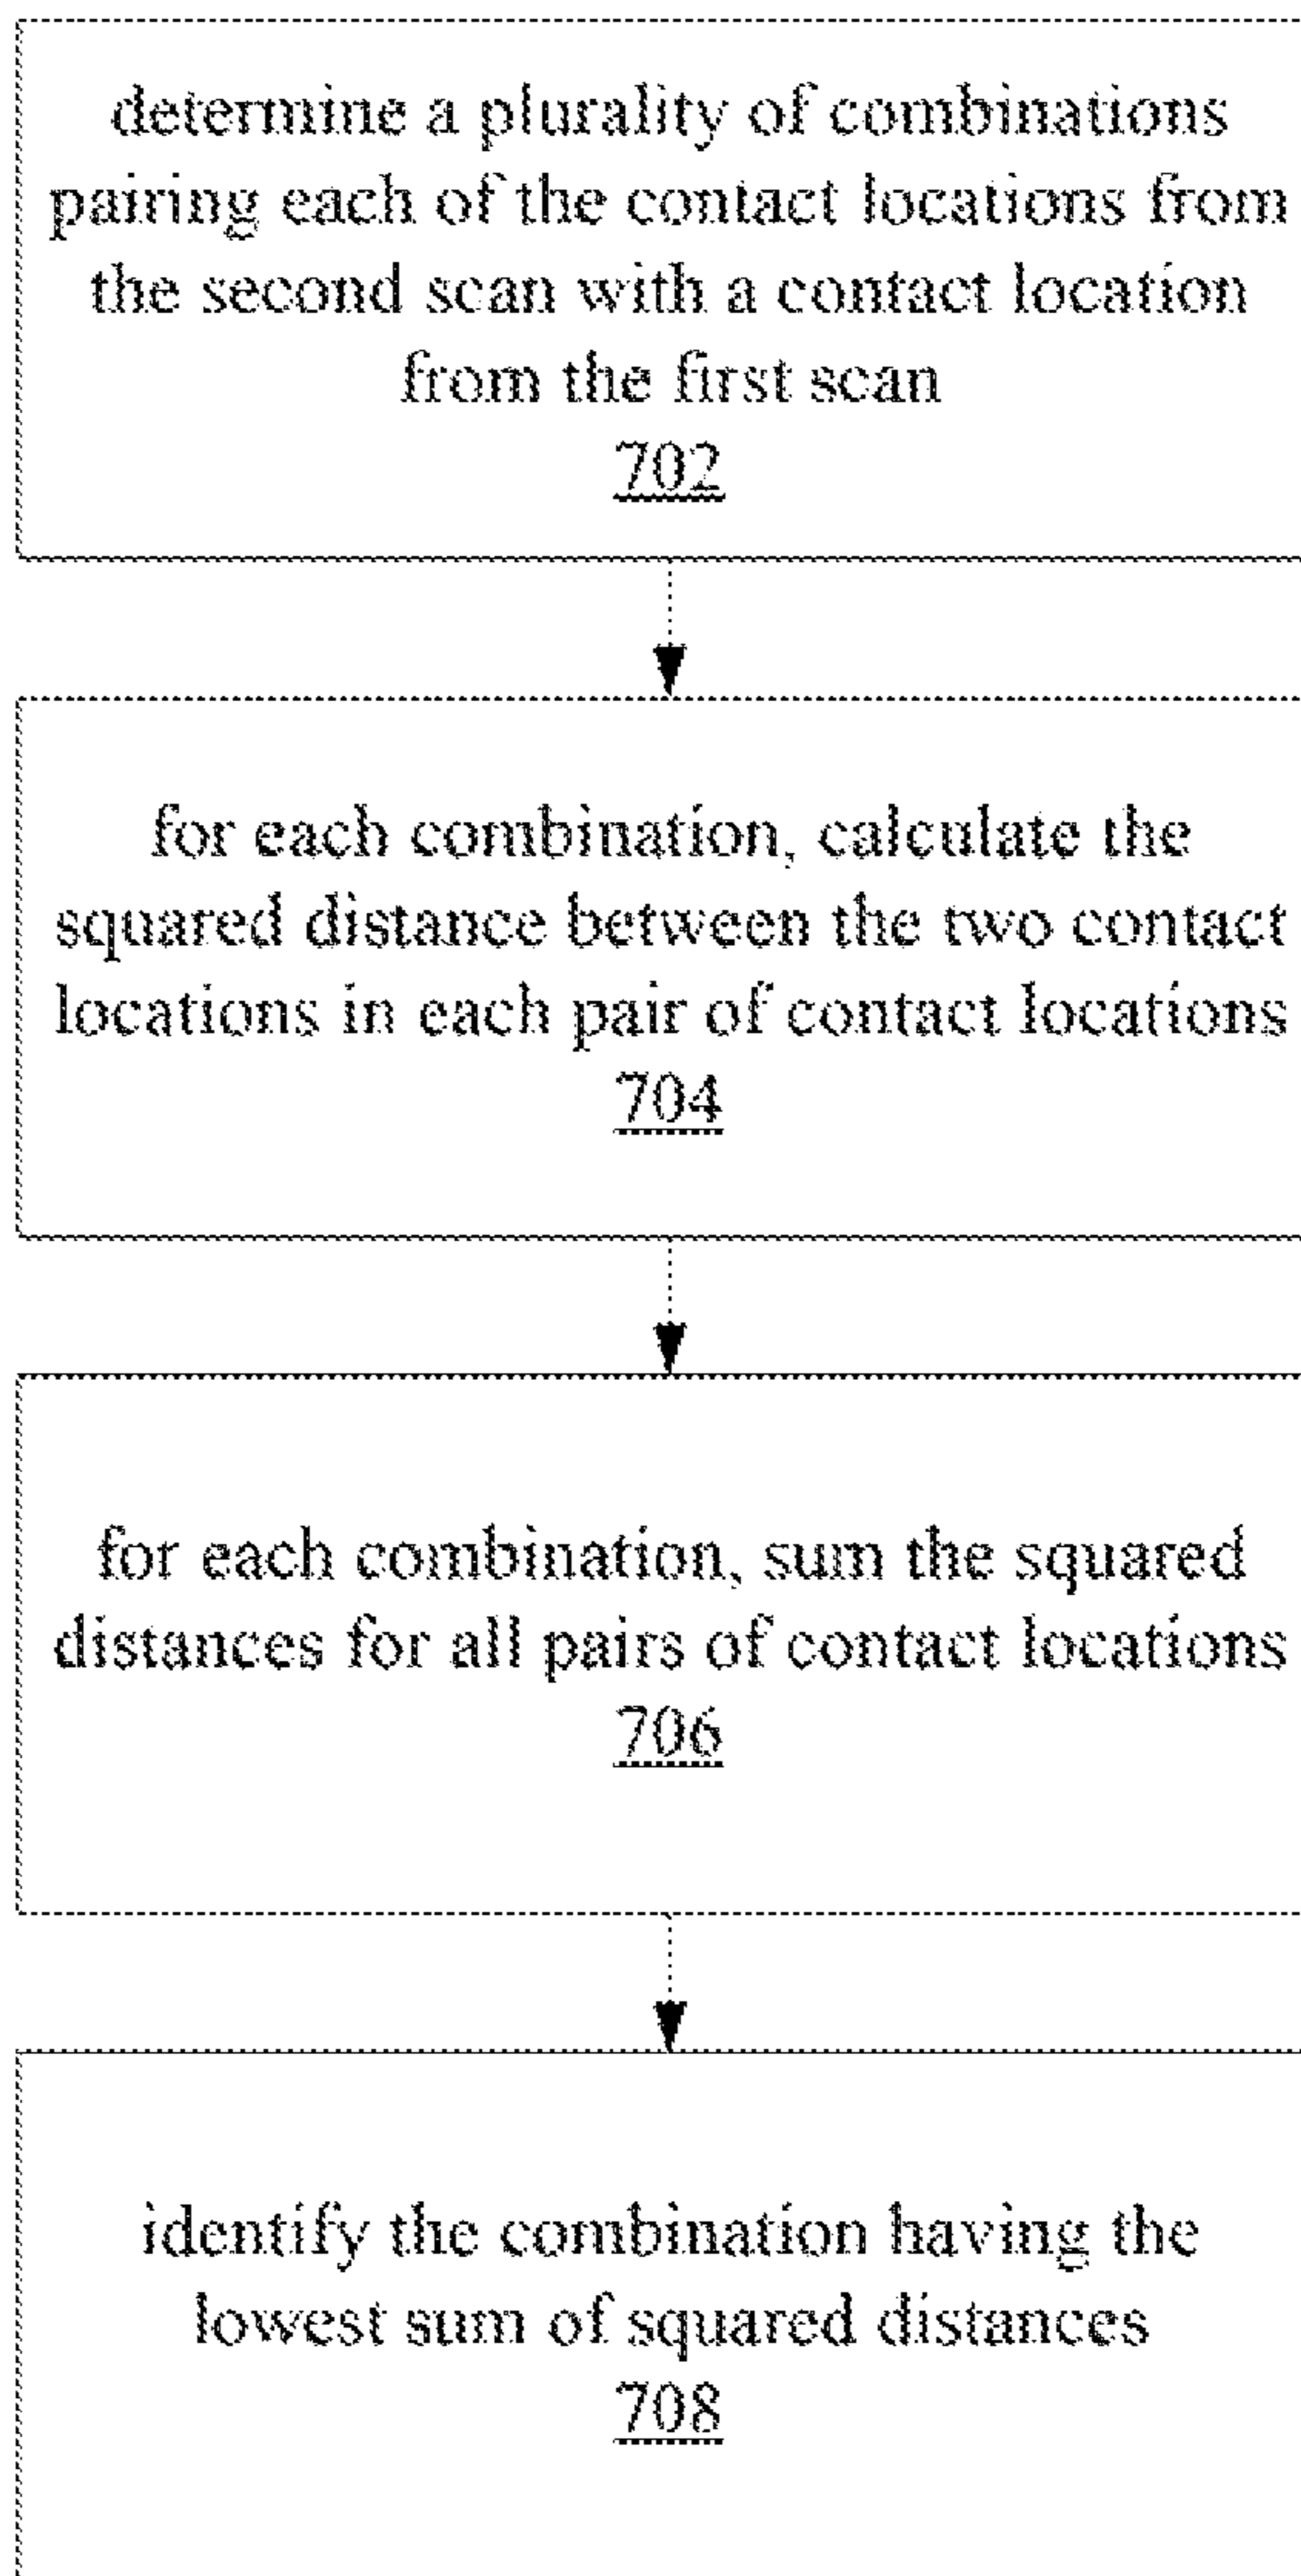 determine a plurality of combinations
pairing each of the contact locations from
the second scan with a contact location
from the first scan
702
for each combination, calculate the
squared distance between the two contact
locations in each pair of contact locations
704
for each combination, sum the squared
distances for all pairs of contact locations
706
identify the combination having the
lowest sum of squared distances
708